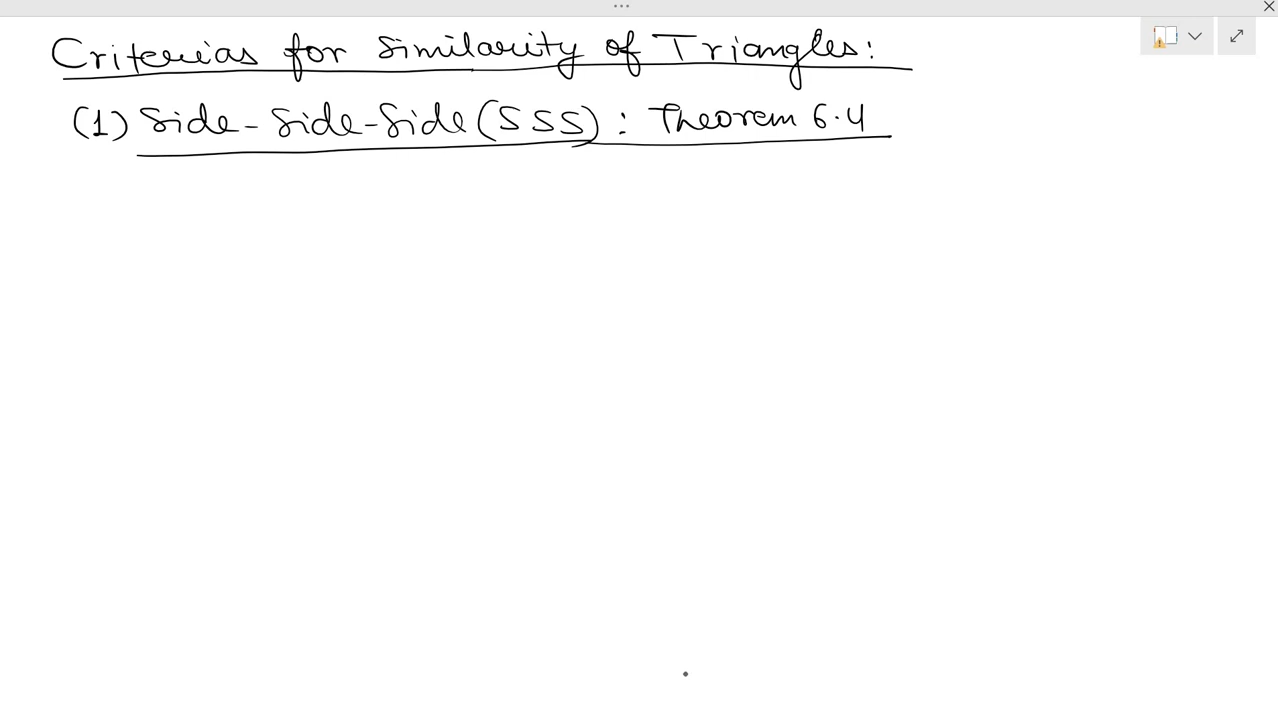 Criterias for Similarity of Triangles:
(1) Side-Side-Side (SSS): Theorem 6.4